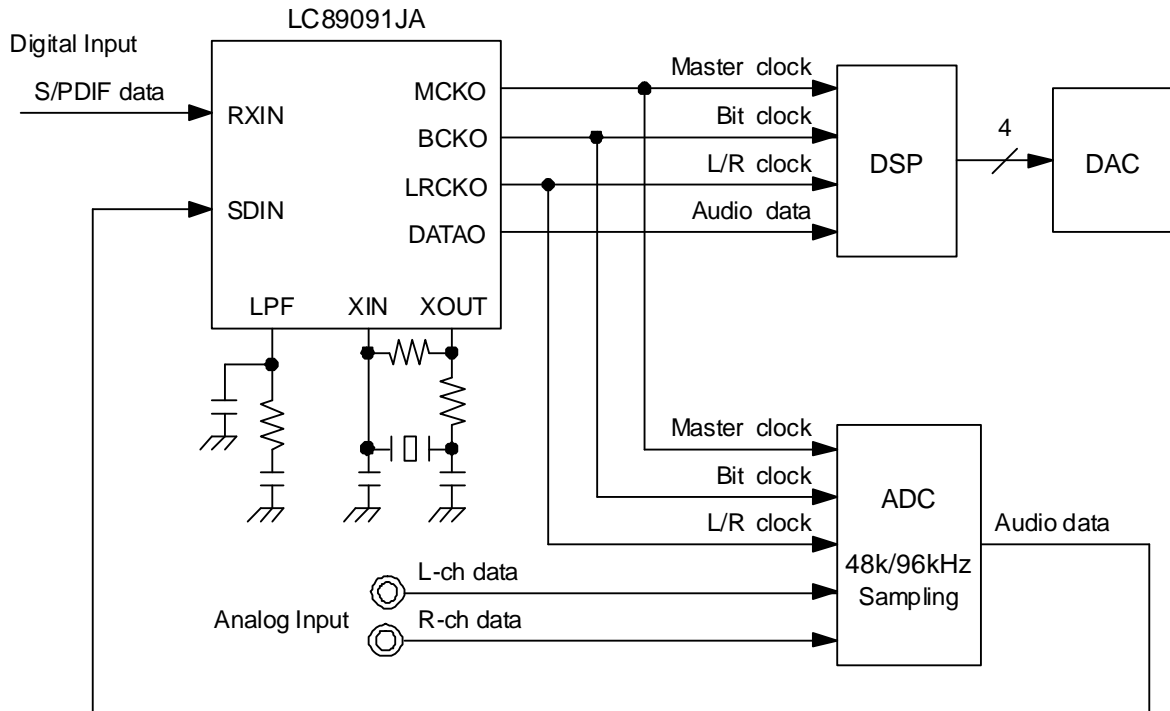 LC89091JA
Digital Input
S/PDIF data
RXIN
SDIN
MCKO
BCKO
LRCKO
DATAO
LPF
XIN
XOUT
Master clock
Bit clock
L/R clock
Audio data
DSP
4
DAC
Master clock
Bit clock
L/R clock
ADC
48k/96kHz
Sampling
Audio data
L-ch data
Analog Input
R-ch data